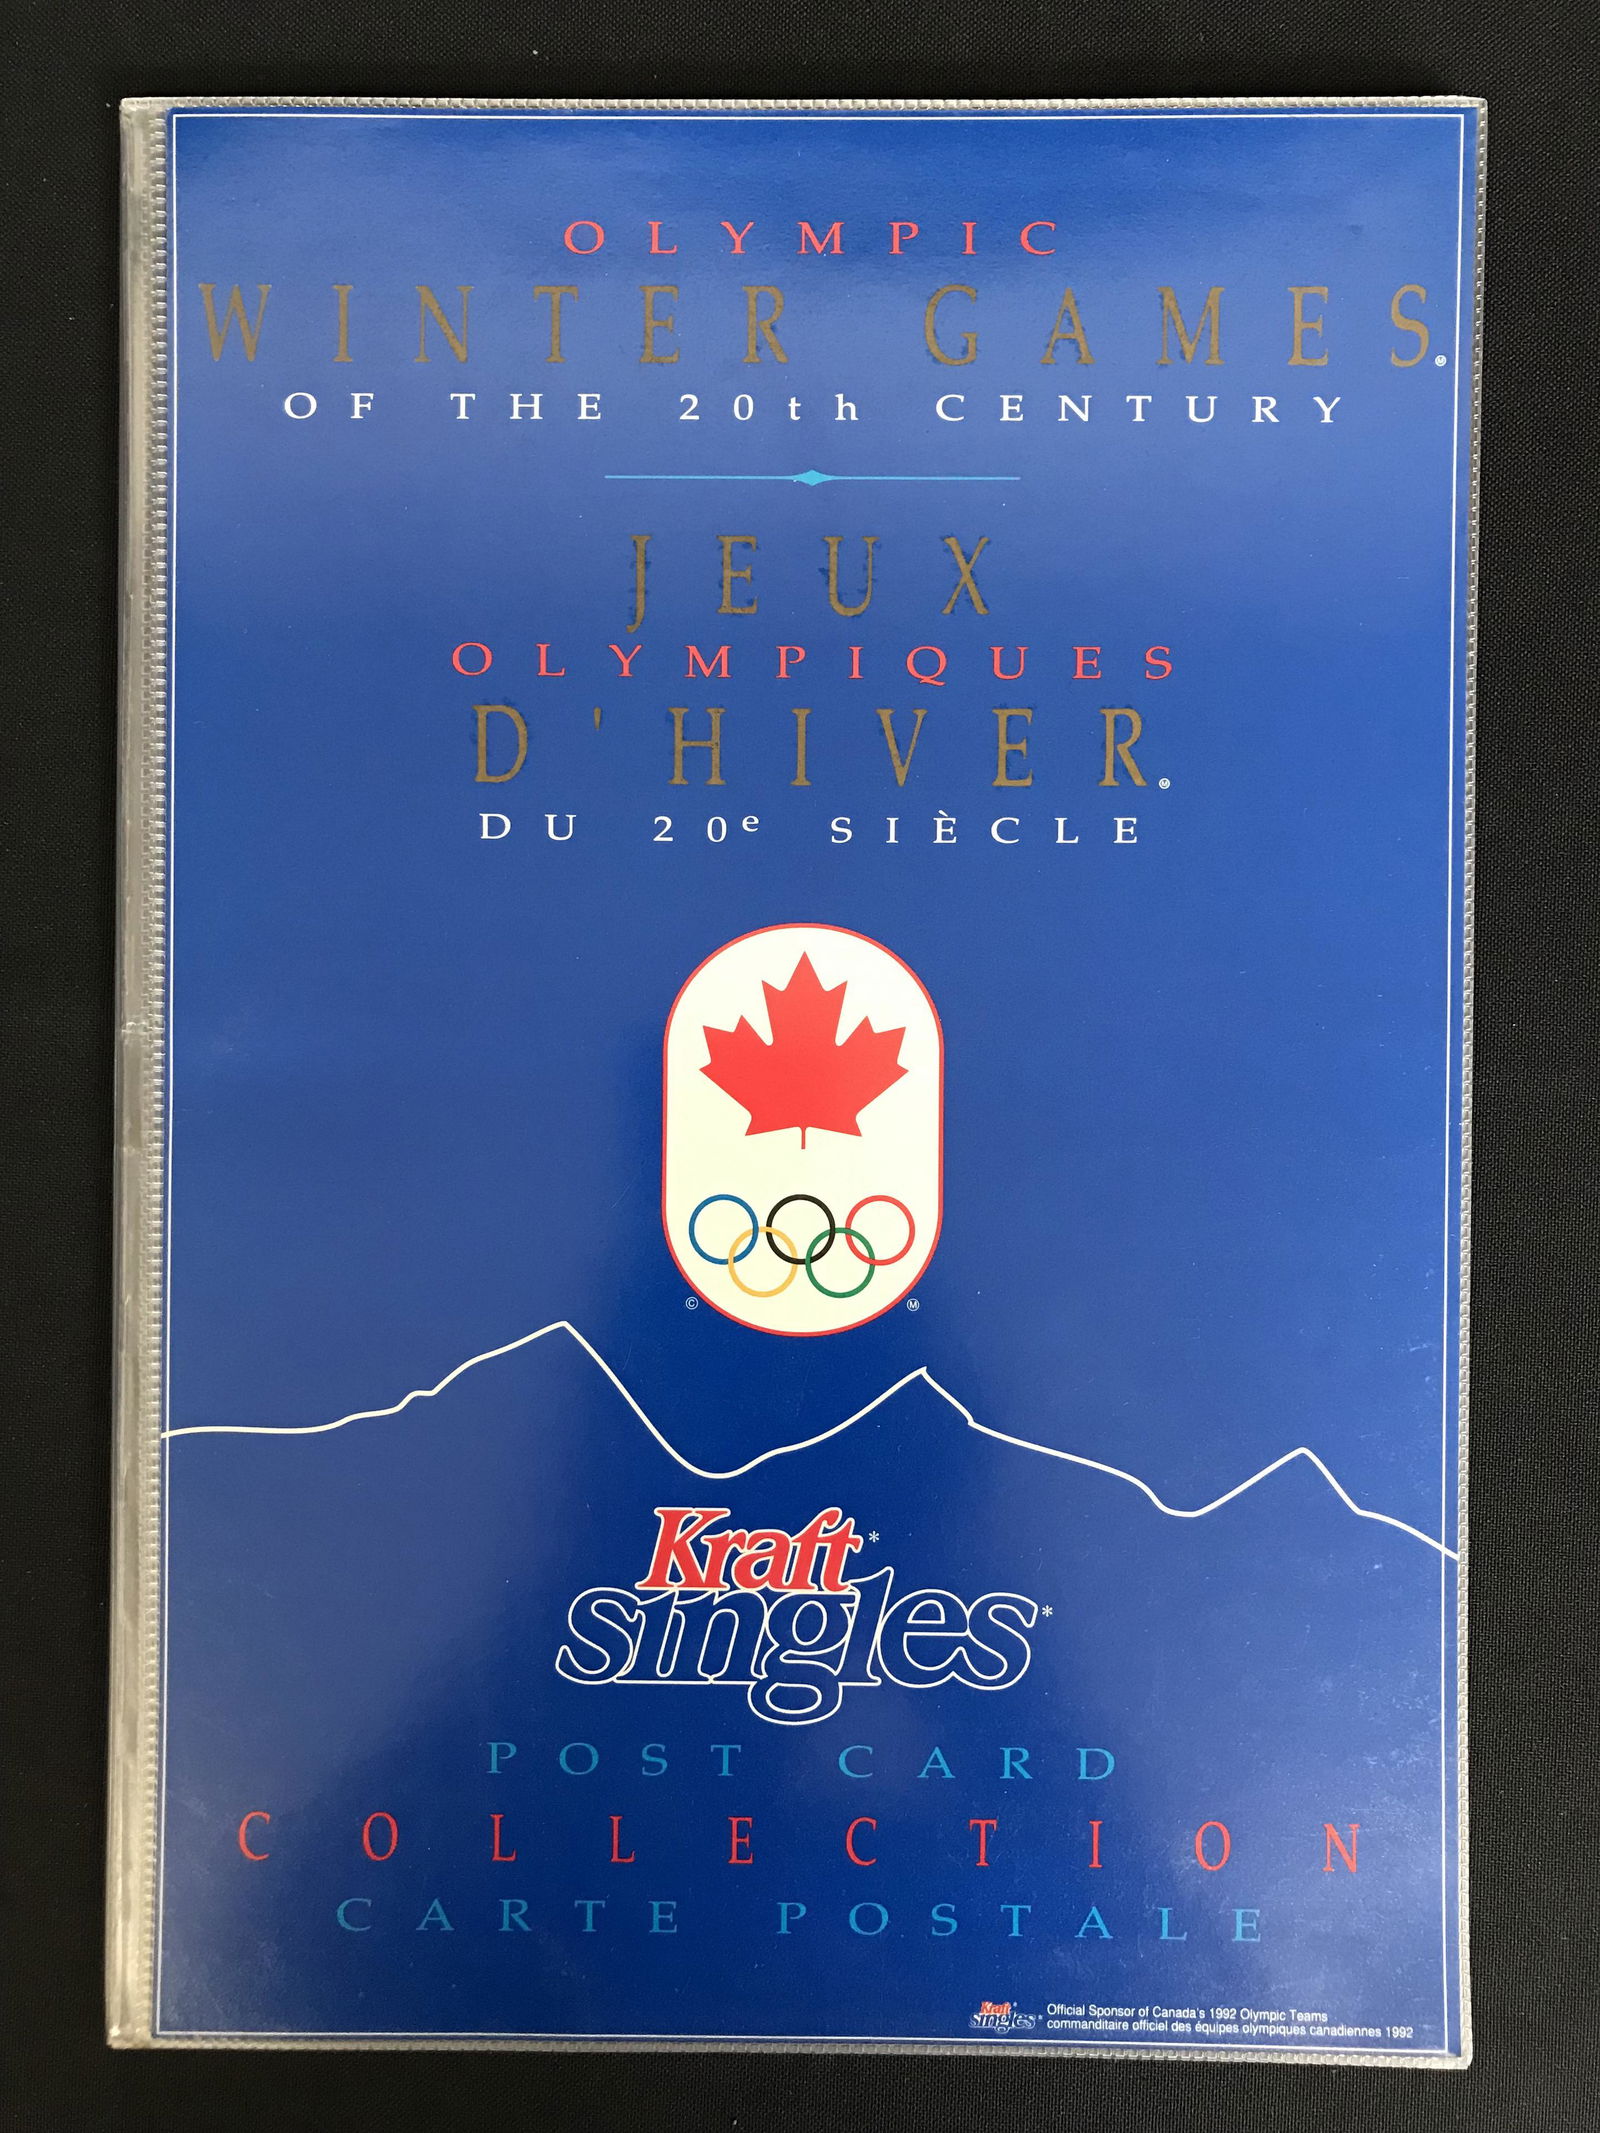 OLYMPIC
WINTER GAMES Ⓜ
OF THE 20th CENTURY
JEUX
OLYMPIQUES
D'HIVER Ⓜ
DU 20e SIÈCLE
© Ⓜ
Kraft*
singles*
POST CARD
COLLECTION
CARTE POSTALE
Kraft* singles* Official Sponsor of Canada's 1992 Olympic Teams
commanditaire officiel des équipes olympiques canadiennes 1992